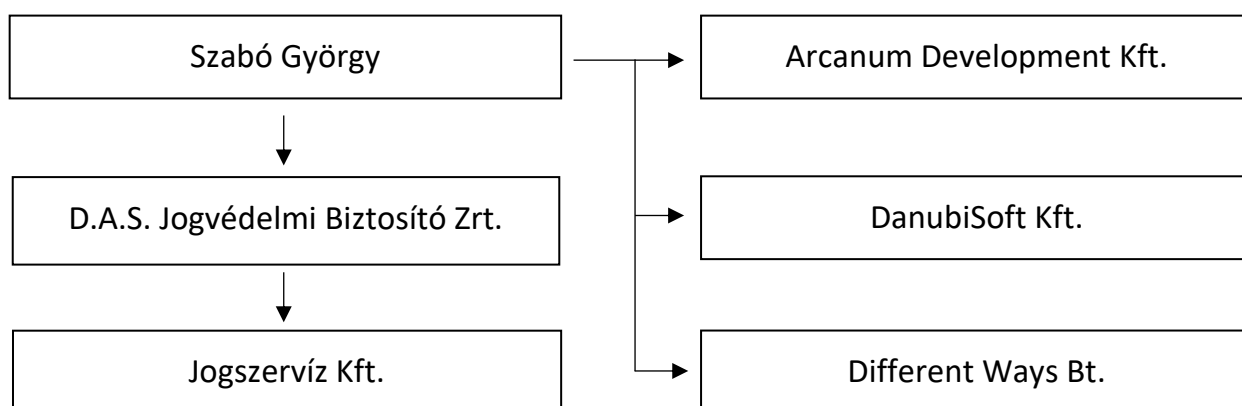 Szabó György
Arcanum Development Kft.
D.A.S. Jogvédelmi Biztosító Zrt.
DanubiSoft Kft.
Jogszervíz Kft.
Different Ways Bt.